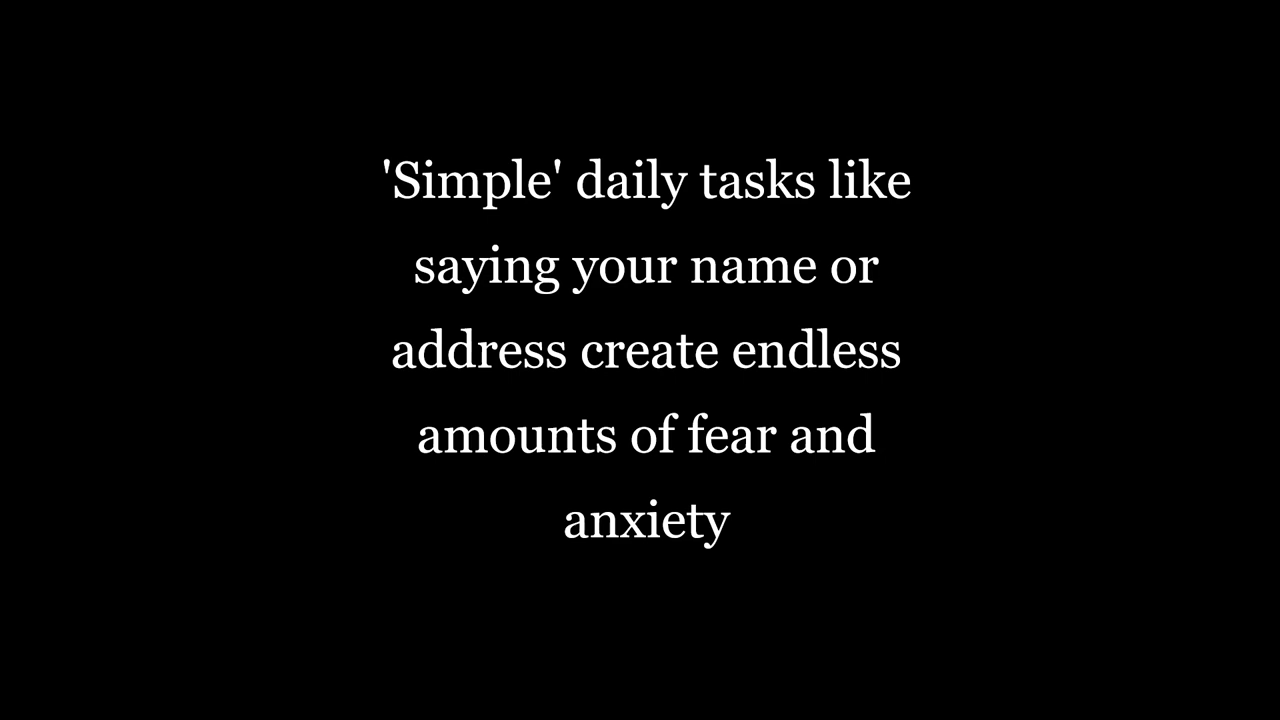 'Simple' daily tasks like
saying your name or
address create endless
amounts of fear and
anxiety